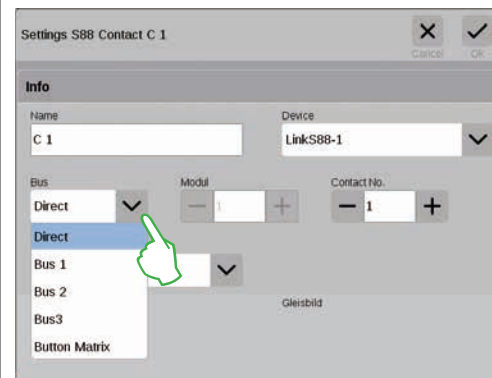 Settings S88 Contact C 1
Cancel OK
Info
Name Device
C 1 LinkS88-1
Bus Modul Contact No.
Direct 1 1
Direct
Bus 1
Bus 2
Gleisbild
Bus3
Button Matrix